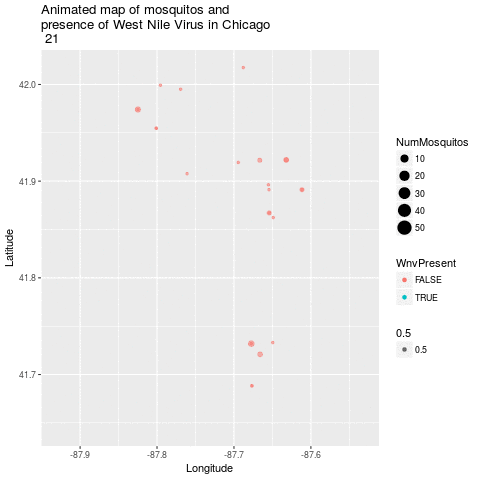 Animated map of mosquitos and
presence of West Nile Virus in Chicago
21
42.0
41.9
41.8
41.7
Latitude
-87.9
-87.8
-87.7
-87.6
Longitude
NumMosquitos
10
20
30
40
50
WnvPresent
FALSE
TRUE
0.5
0.5